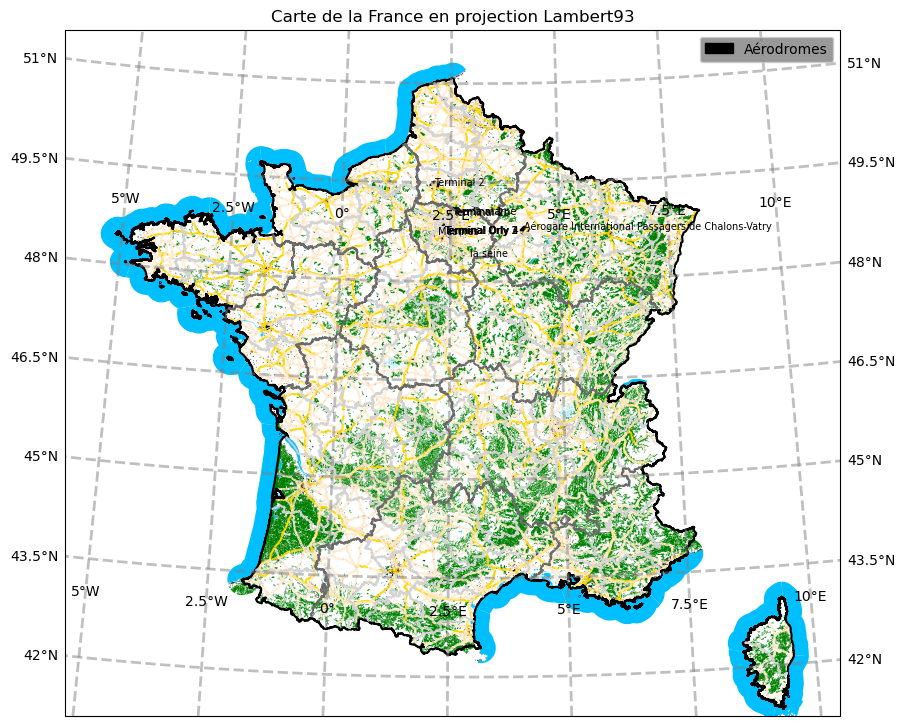 Carte de la France en projection Lambert93
Aérodromes
51°N
51°N
49.5°N
49.5°N
Terminal 2
5°W
2.5°W
0°
2.5°E
5°E
7.5°E
10°E
Terminal Orly
Aérogare International Passagers de Chalons-Vatry
la seine
48°N
48°N
46.5°N
46.5°N
45°N
45°N
43.5°N
43.5°N
5°W
2.5°W
0°
2.5°E
5°E
7.5°E
10°E
42°N
42°N